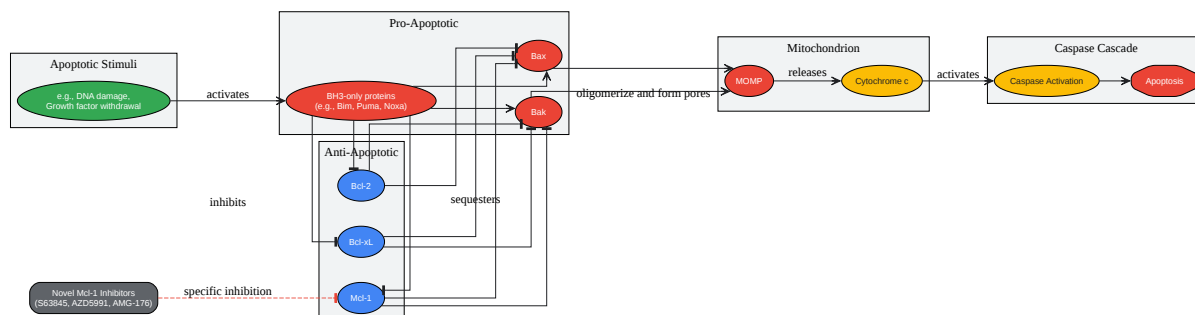 Pro-Apoptotic
Apoptotic Stimuli
Mitochondrion
Caspase Cascade
Bax
e.g., DNA damage,
Growth factor withdrawal
activates
BH3-only proteins
(e.g., Bim, Puma, Noxa)
Bak
oligomerize and form pores
MOMP
releases
Cytochrome c
activates
Caspase Activation
Apoptosis
Anti-Apoptotic
Bcl-2
inhibits
sequesters
Bcl-xL
Novel Mcl-1 Inhibitors
(S63845, AZD5991, AMG-176)
specific inhibition
Mcl-1